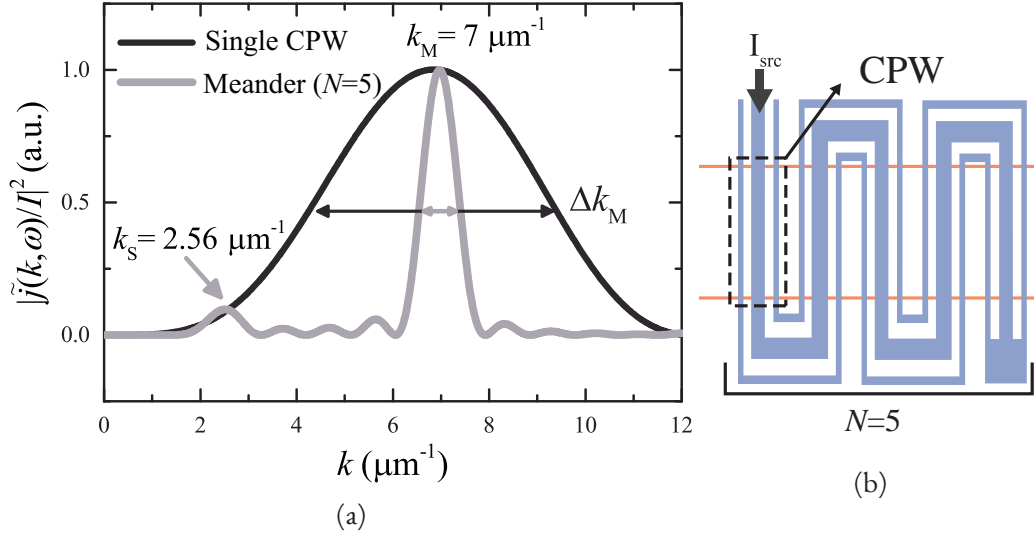 Single CPW
Meander (N=5)
k_M = 7 μm⁻¹
k_S = 2.56 μm⁻¹
Δk_M
|j̃(k,ω)/I|² (a.u.)
1.0
0.5
0.0
0 2 4 6 8 10 12
k (μm⁻¹)
(a)
I_src
CPW
N=5
(b)